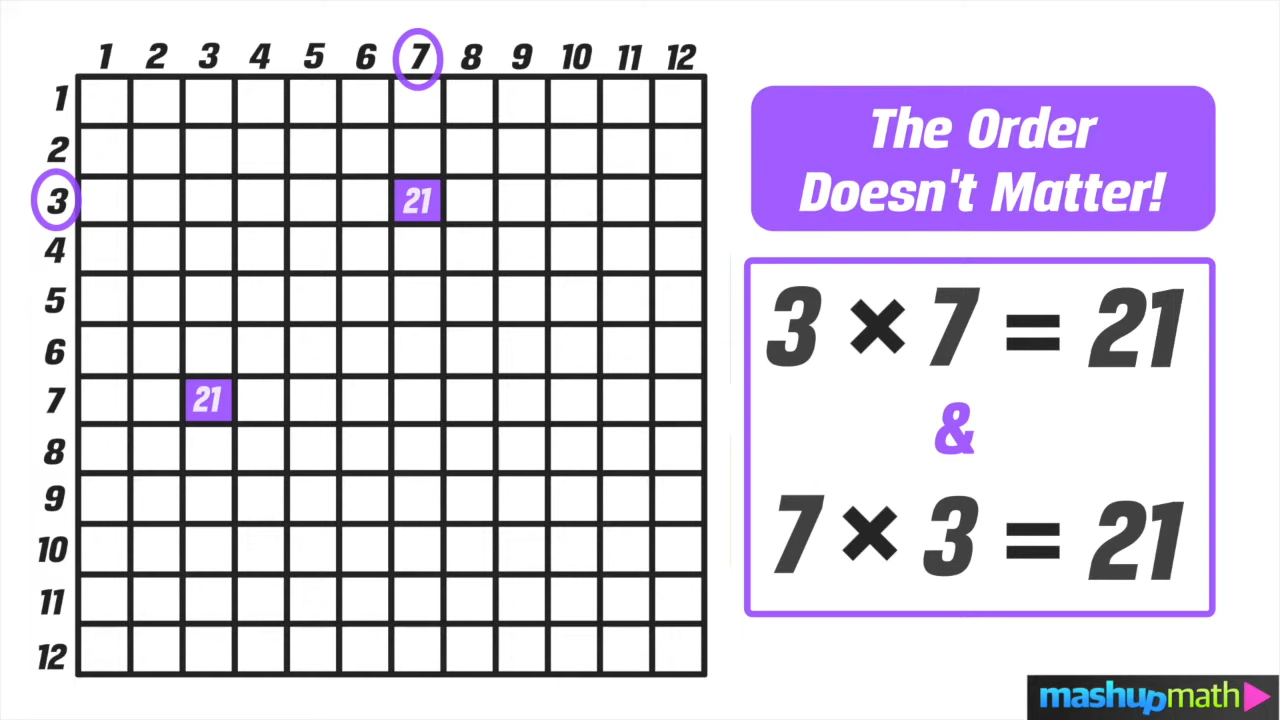 1 2 3 4 5 6 7 8 9 10 11 12
1
2
3 21
4
5
6
7 21
8
9
10
11
12
The Order
Doesn't Matter!
3 × 7 = 21
&
7 × 3 = 21
mashupmath